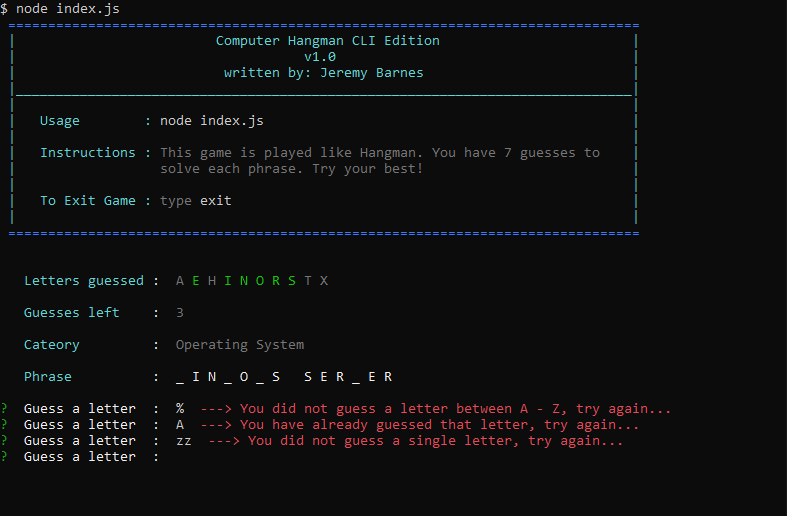 $ node index.js
Computer Hangman CLI Edition
v1.0
written by: Jeremy Barnes
Usage : node index.js
Instructions : This game is played like Hangman. You have 7 guesses to
solve each phrase. Try your best!
To Exit Game : type exit
Letters guessed : A E H I N O R S T X
Guesses left : 3
Cateory : Operating System
Phrase : _ I N _ O _ S  S E R _ E R
? Guess a letter : % ---> You did not guess a letter between A - Z, try again...
? Guess a letter : A ---> You have already guessed that letter, try again...
? Guess a letter : zz ---> You did not guess a single letter, try again...
? Guess a letter :